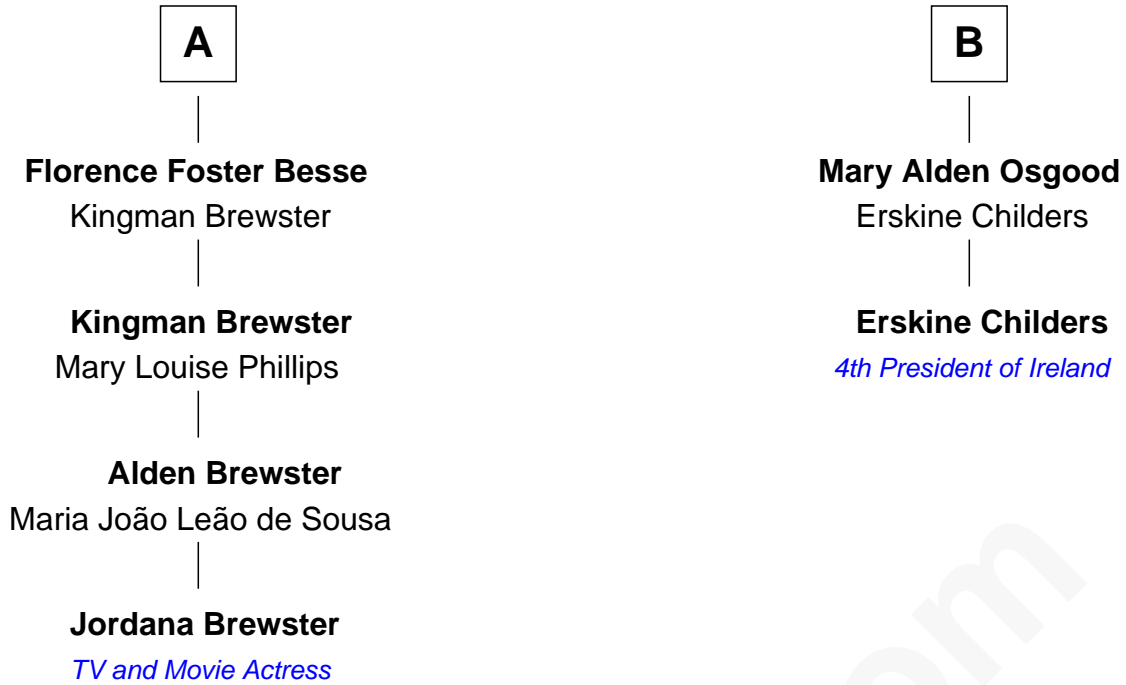 A
Florence Foster Besse
Kingman Brewster
Kingman Brewster
Mary Louise Phillips
Alden Brewster
Maria João Leão de Sousa
Jordana Brewster
TV and Movie Actress
B
Mary Alden Osgood
Erskine Childers
Erskine Childers
4th President of Ireland
om